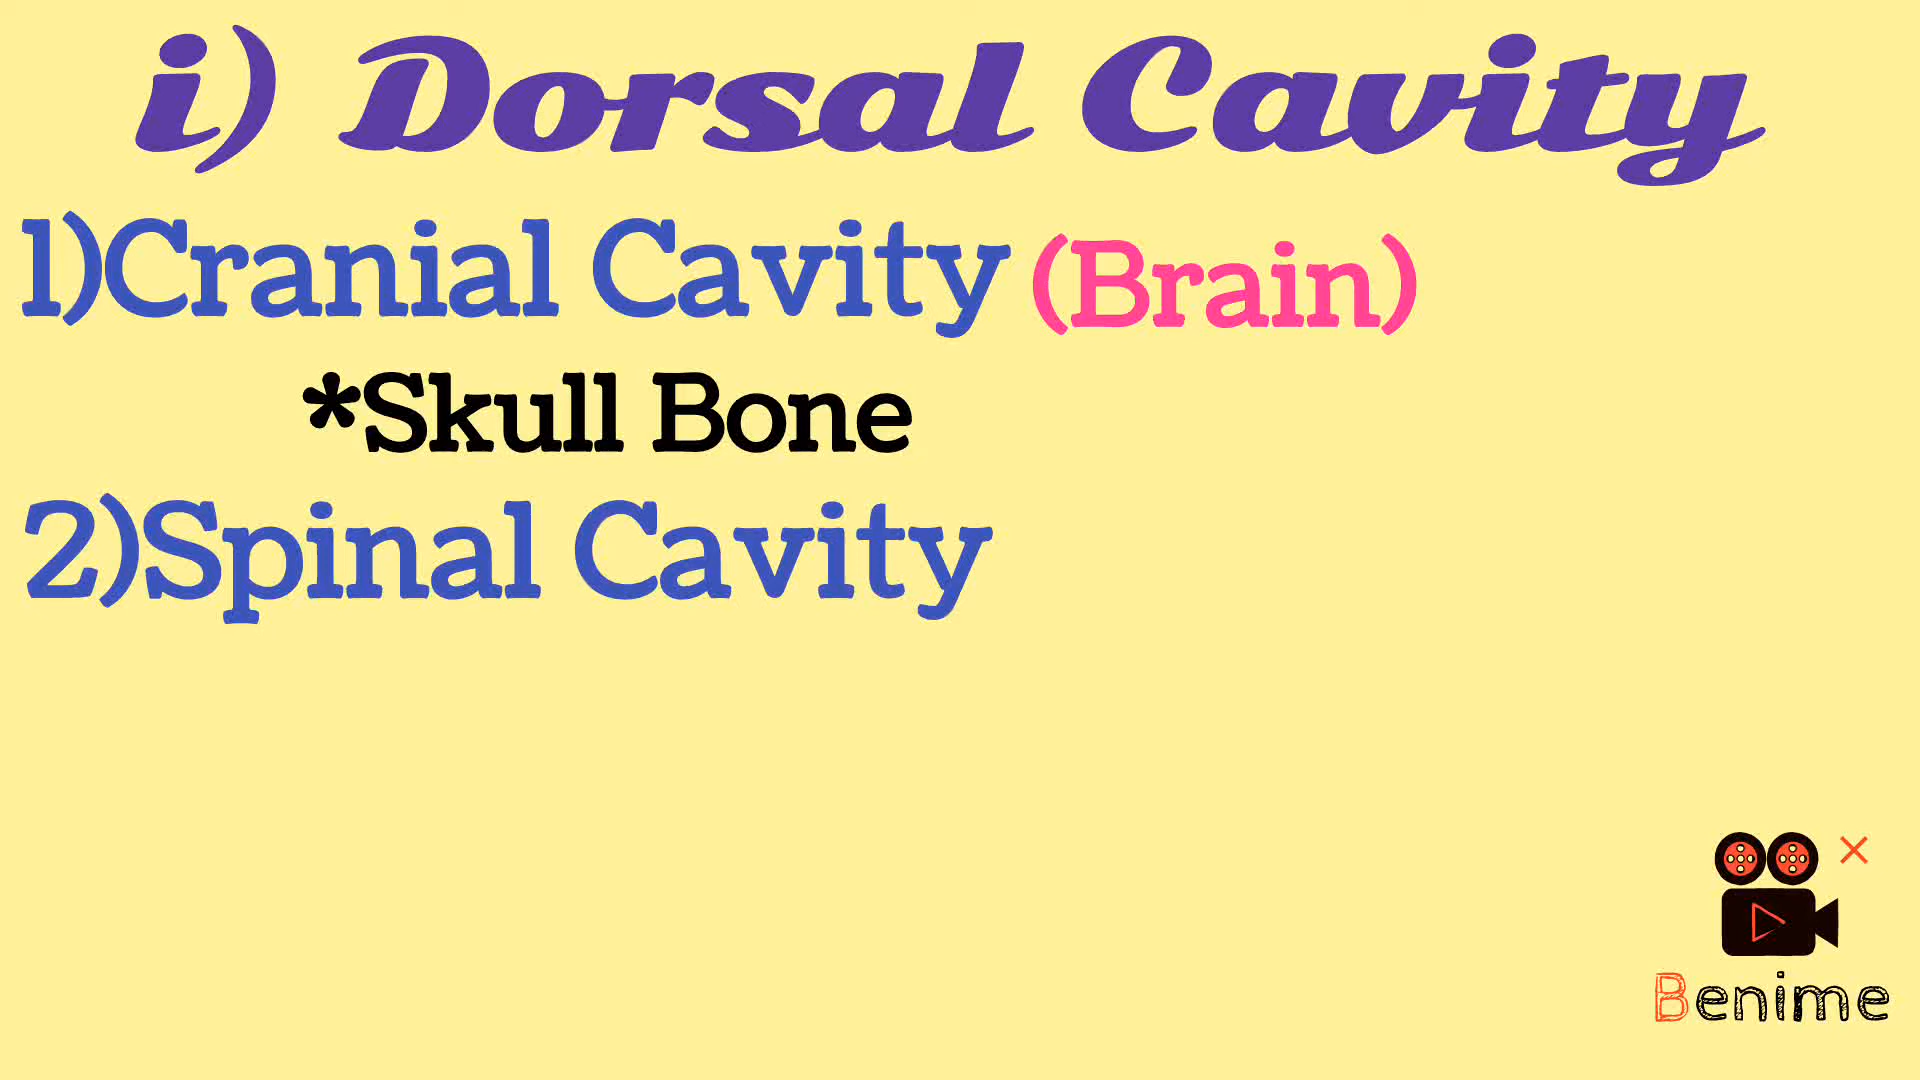 i) Dorsal Cavity
1)Cranial Cavity (Brain)
*Skull Bone
2)Spinal Cavity
Benime